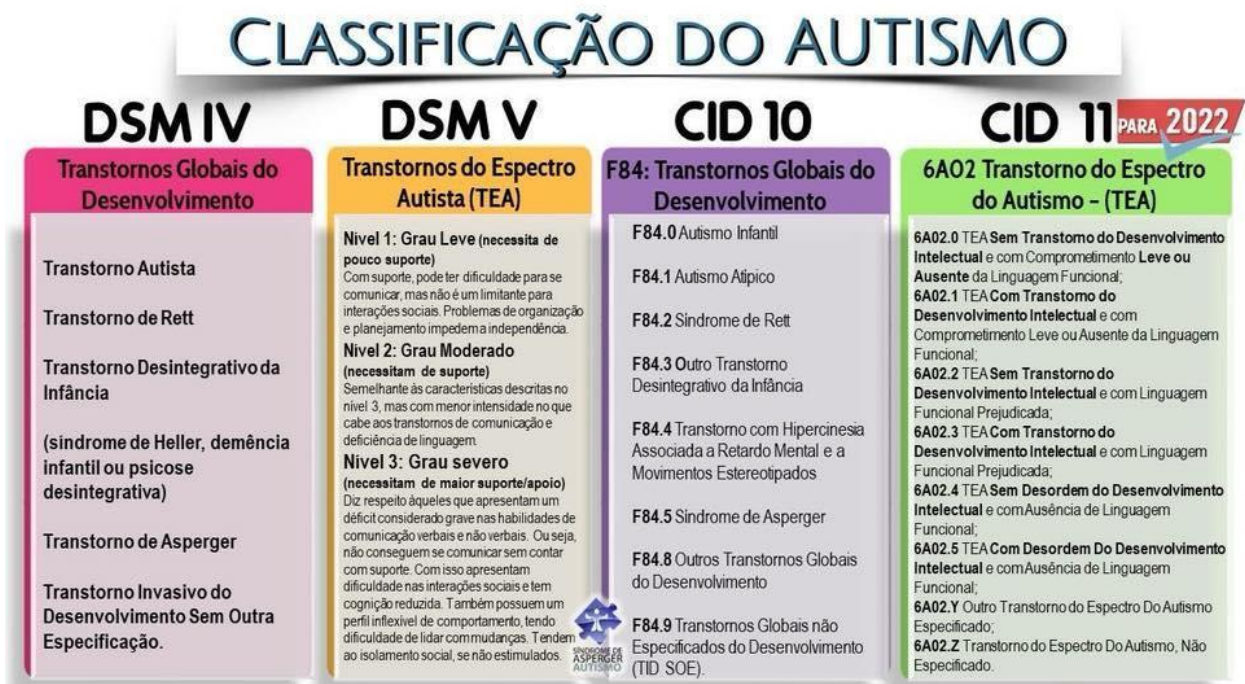 CLASSIFICAÇÃO DO AUTISMO
DSM IV
Transtornos Globais do
Desenvolvimento
Transtorno Autista
Transtorno de Rett
Transtorno Desintegrativo da
Infância
(sindrome de Heller, demência
infantil ou psicose
desintegrativa)
Transtorno de Asperger
Transtorno Invasivo do
Desenvolvimento Sem Outra
Especificação.
DSM V
Transtornos do Espectro
Autista (TEA)
Nivel 1: Grau Leve (necessita de
pouco suporte)
Com suporte, pode ter dificuldade para se
comunicar, mas não é um limitante para
interações sociais. Problemas de organização
e planejamento impedem a independência.
Nivel 2: Grau Moderado
(necessitam de suporte)
Semelhante às características descritas no
nível 3, mas com menor intensidade no que
cabe aos transtornos de comunicação e
deficiência de linguagem.
Nivel 3: Grau severo
(necessitam de maior suporte/apoio)
Diz respeito àqueles que apresentam um
déficit considerado grave nas habilidades de
comunicação verbais e não verbais. Ou seja,
não conseguem se comunicar sem contar
com suporte. Com isso apresentam
dificuldade nas interações sociais e tem
cognição reduzida. Também possuem um
perfil inflexível de comportamento, tendo
dificuldade de lidar com mudanças. Tendem
ao isolamento social, se não estimulados.
SÍNDROME DE
ASPERGER
AUTISMO
CID 10
F84: Transtornos Globais do
Desenvolvimento
F84.0 Autismo Infantil
F84.1 Autismo Atipico
F84.2 Sindrome de Rett
F84.3 Outro Transtorno
Desintegrativo da Infância
F84.4 Transtorno com Hipercinesia
Associada a Retardo Mental e a
Movimentos Estereotipados
F84.5 Sindrome de Asperger
F84.8 Outros Transtornos Globais
do Desenvolvimento
F84.9 Transtornos Globais não
Especificados do Desenvolvimento
(TID SOE).
CID 11 PARA 2022
6A02 Transtorno do Espectro
do Autismo – (TEA)
6A02.0 TEA Sem Transtorno do Desenvolvimento
Intelectual e com Comprometimento Leve ou
Ausente da Linguagem Funcional;
6A02.1 TEA Com Transtorno do
Desenvolvimento Intelectual e com
Comprometimento Leve ou Ausente da Linguagem
Funcional;
6A02.2 TEA Sem Transtorno do
Desenvolvimento Intelectual e com Linguagem
Funcional Prejudicada;
6A02.3 TEA Com Transtorno do
Desenvolvimento Intelectual e com Linguagem
Funcional Prejudicada;
6A02.4 TEA Sem Desordem do Desenvolvimento
Intelectual e com Ausência de Linguagem
Funcional;
6A02.5 TEA Com Desordem Do Desenvolvimento
Intelectual e com Ausência de Linguagem
Funcional;
6A02.Y Outro Transtorno do Espectro Do Autismo
Especificado;
6A02.Z Transtorno do Espectro Do Autismo, Não
Especificado.